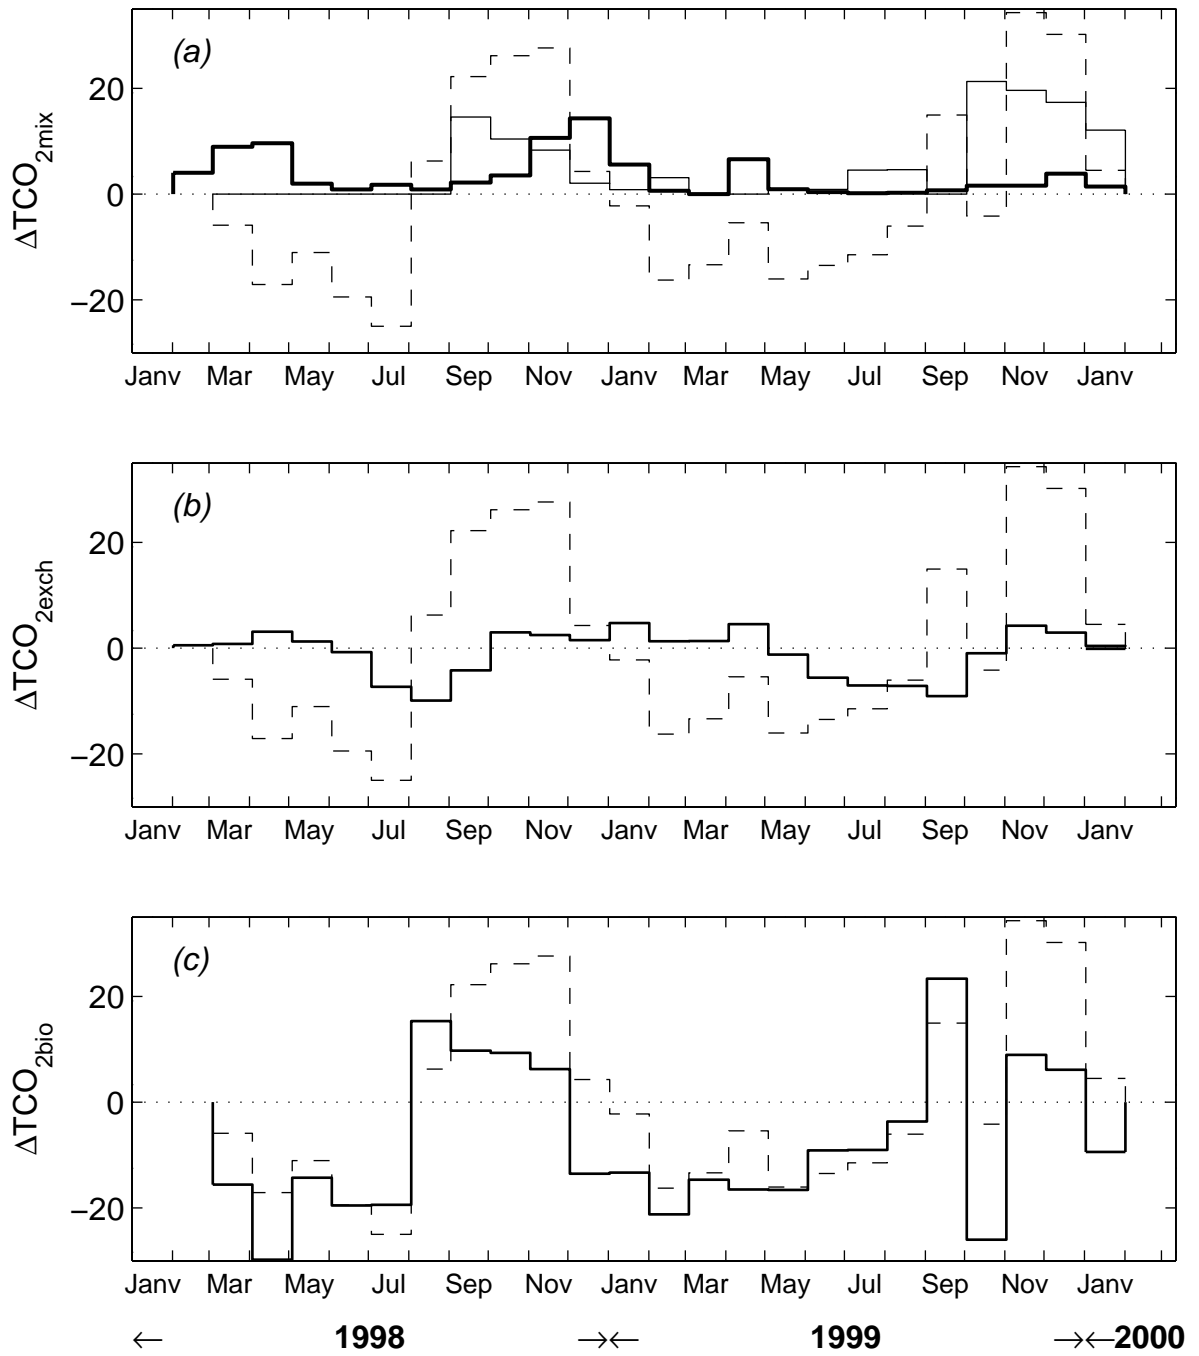 (a)
ΔTCO2mix
20
0
−20
Janv Mar May Jul Sep Nov Janv Mar May Jul Sep Nov Janv
(b)
ΔTCO2exch
20
0
−20
Janv Mar May Jul Sep Nov Janv Mar May Jul Sep Nov Janv
(c)
ΔTCO2bio
20
0
−20
Janv Mar May Jul Sep Nov Janv Mar May Jul Sep Nov Janv
← 1998 →← 1999 →←2000